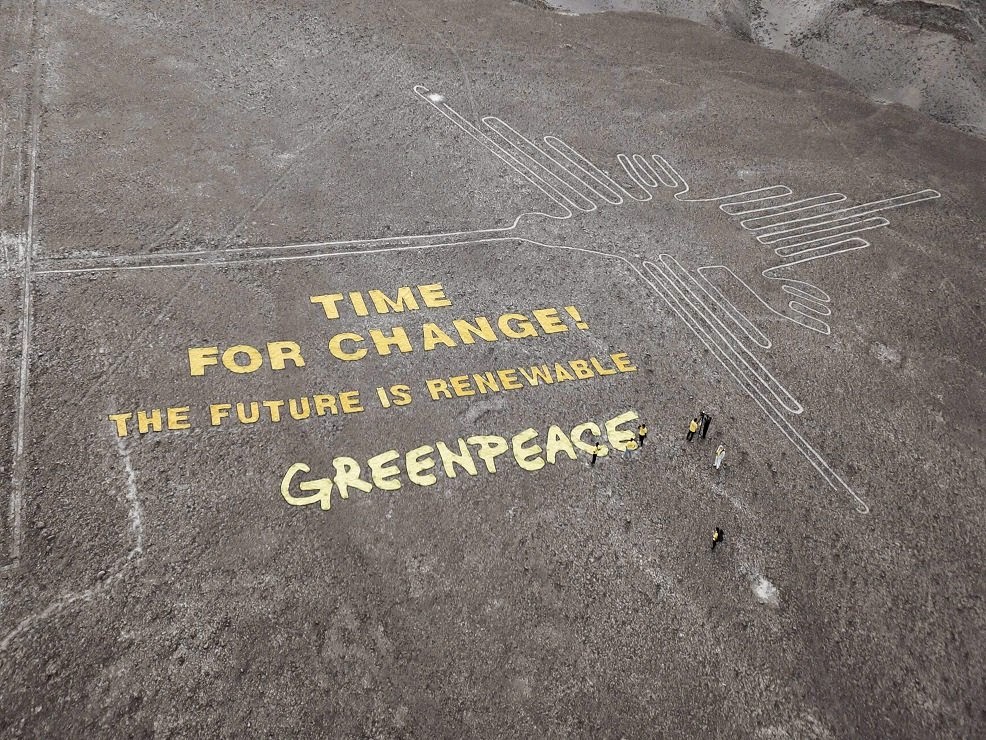 TIME
FOR CHANGE!
THE FUTURE IS RENEWABLE
GREENPEACE